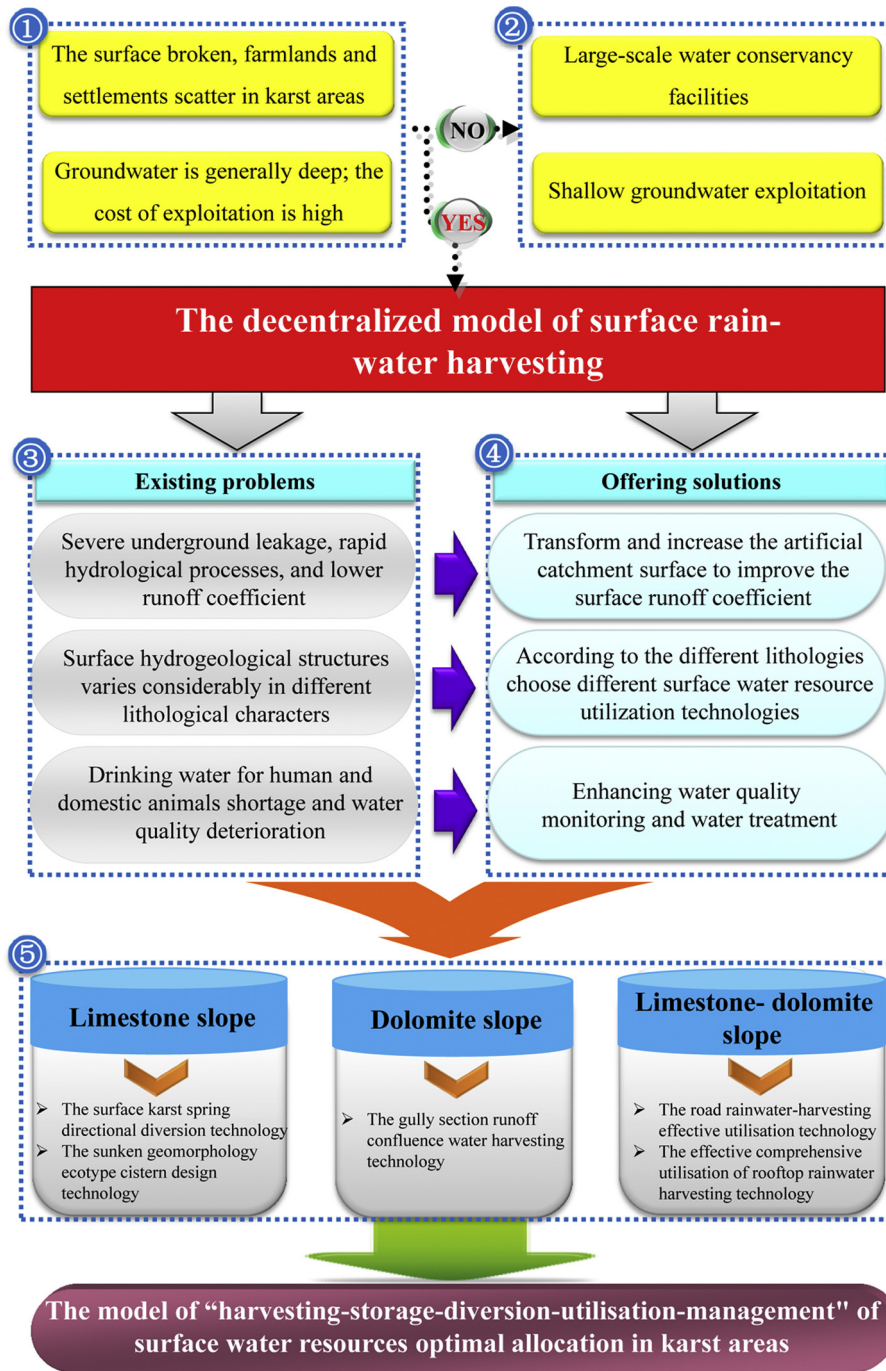 ①
The surface broken, farmlands and
settlements scatter in karst areas
Groundwater is generally deep; the
cost of exploitation is high
NO
YES
②
Large-scale water conservancy
facilities
Shallow groundwater exploitation
The decentralized model of surface rain-
water harvesting
③
Existing problems
Severe underground leakage, rapid
hydrological processes, and lower
runoff coefficient
Surface hydrogeological structures
varies considerably in different
lithological characters
Drinking water for human and
domestic animals shortage and water
quality deterioration
④
Offering solutions
Transform and increase the artificial
catchment surface to improve the
surface runoff coefficient
According to the different lithologies
choose different surface water resource
utilization technologies
Enhancing water quality
monitoring and water treatment
⑤
Limestone slope
➢ The surface karst spring
directional diversion technology
➢ The sunken geomorphology
ecotype cistern design
technology
Dolomite slope
➢ The gully section runoff
confluence water harvesting
technology
Limestone- dolomite
slope
➢ The road rainwater-harvesting
effective utilisation technology
➢ The effective comprehensive
utilisation of rooftop rainwater
harvesting technology
The model of “harvesting-storage-diversion-utilisation-management" of
surface water resources optimal allocation in karst areas